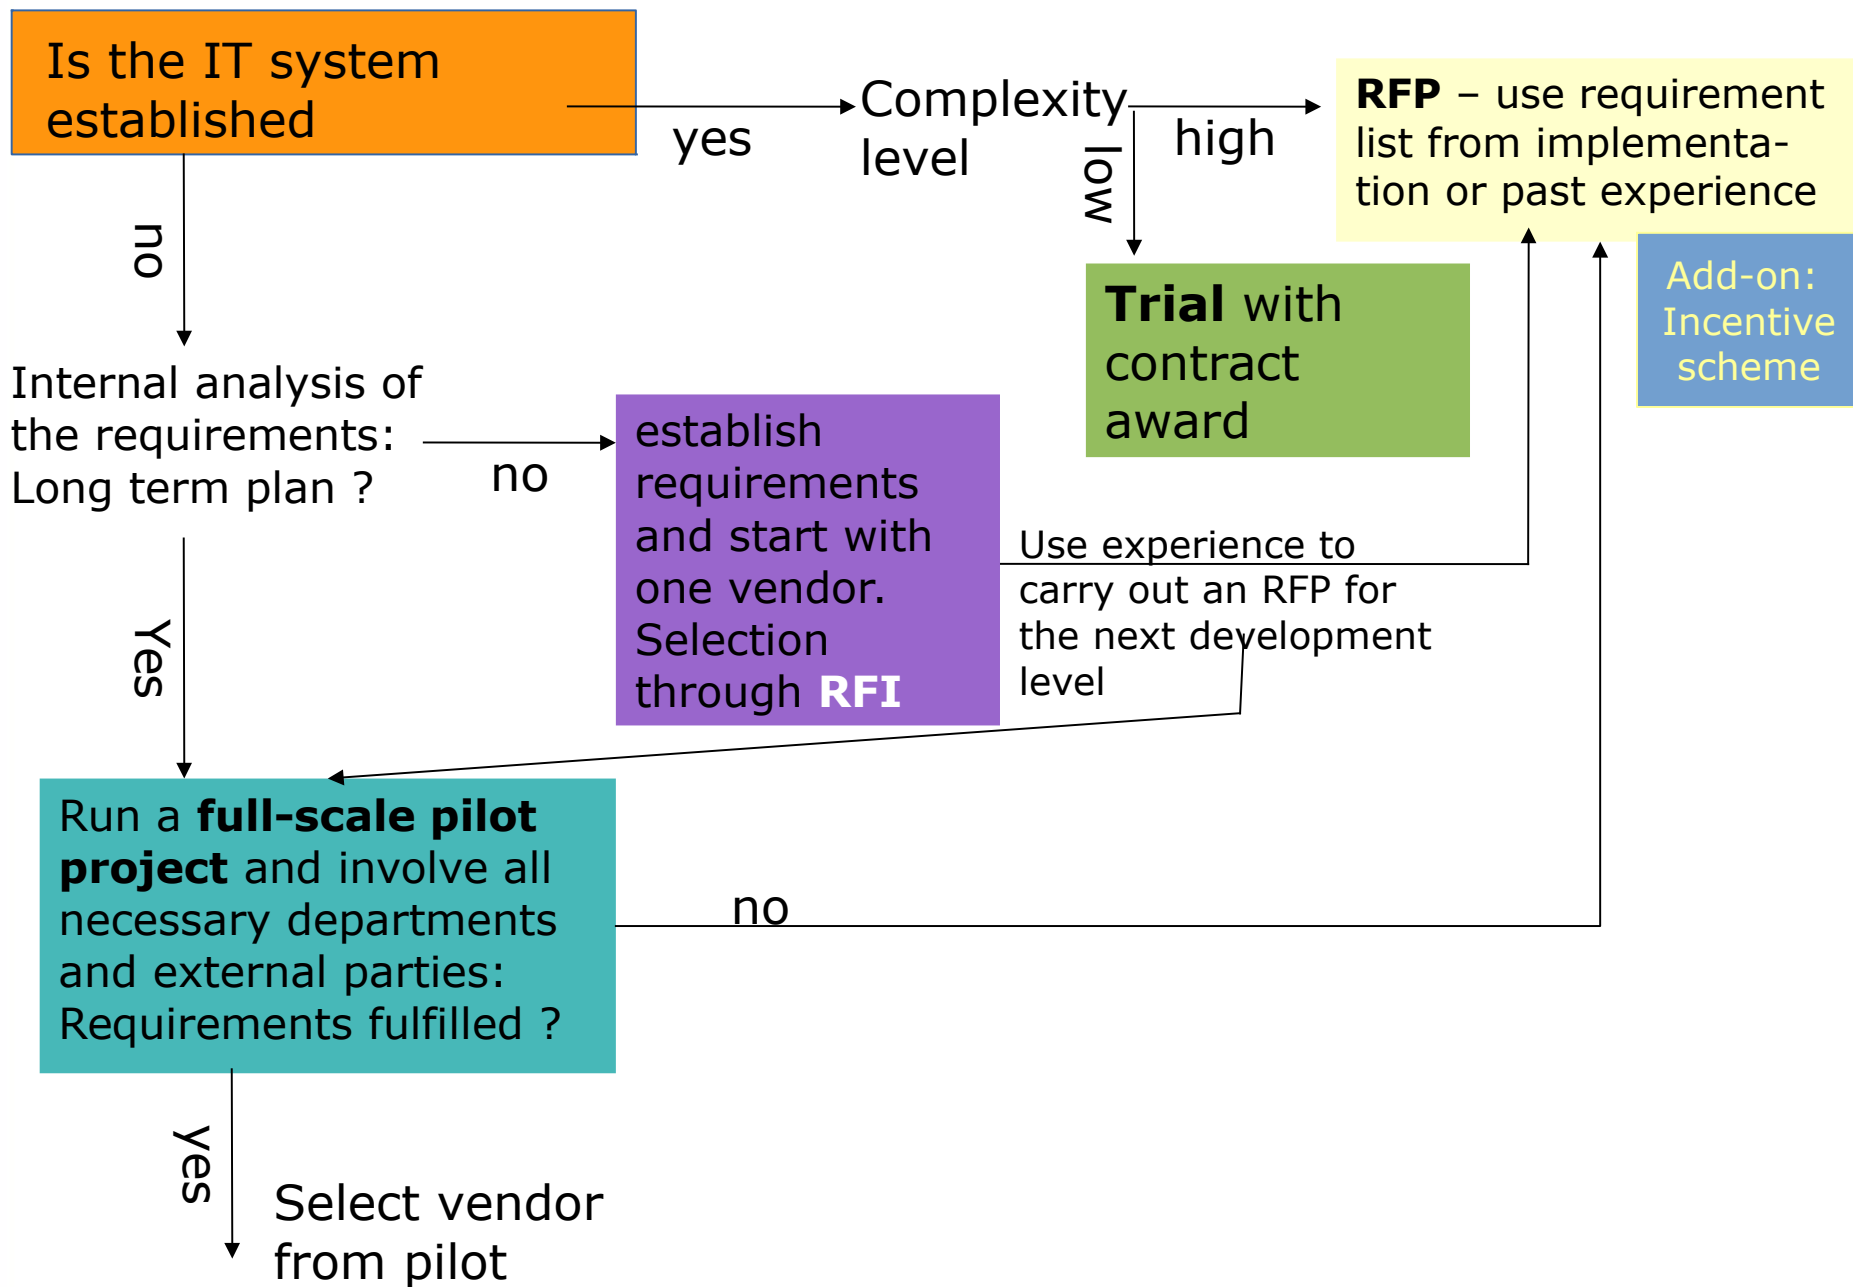 Is the IT system
established
yes
Complexity
level
high
low
RFP – use requirement
list from implementa-
tion or past experience
Add-on:
Incentive
scheme
Trial with
contract
award
no
Internal analysis of
the requirements:
Long term plan ?
no
establish
requirements
and start with
one vendor.
Selection
through RFI
Use experience to
carry out an RFP for
the next development
level
Yes
Run a full-scale pilot
project and involve all
necessary departments
and external parties:
Requirements fulfilled ?
no
yes
Select vendor
from pilot